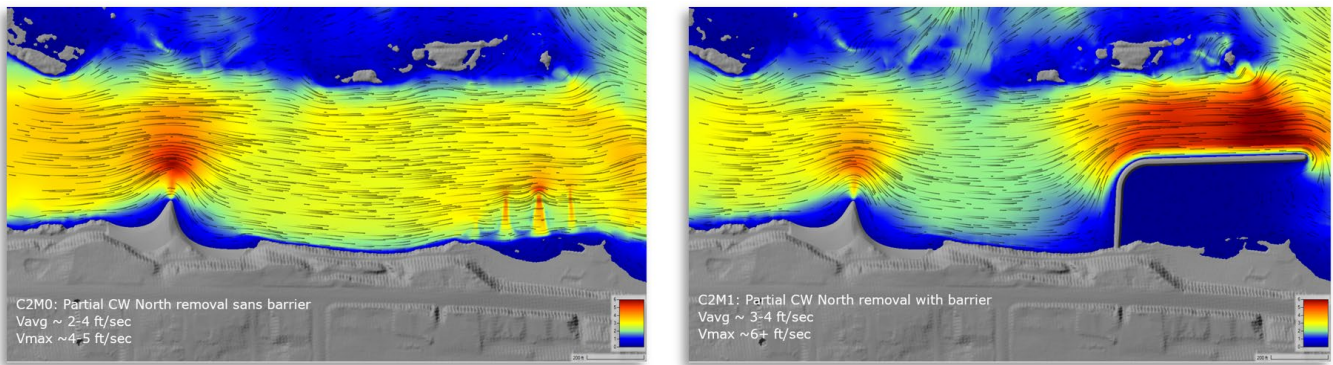 C2M0: Partial CW North removal sans barrier
Vavg ~ 2-4 ft/sec
Vmax ~4-5 ft/sec
C2M1: Partial CW North removal with barrier
Vavg ~ 3-4 ft/sec
Vmax ~6+ ft/sec